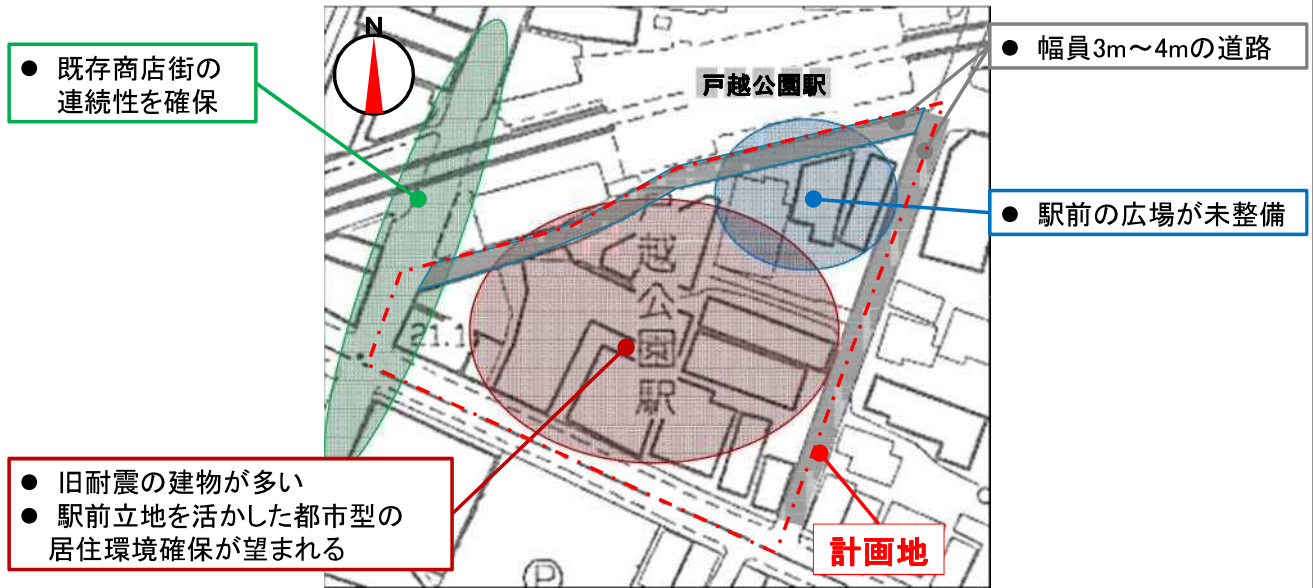 N
● 既存商店街の
連続性を確保
戸越公園駅
● 幅員3m～4mの道路
● 駅前の広場が未整備
越公園駅
21.1
● 旧耐震の建物が多い
● 駅前立地を活かした都市型の
居住環境確保が望まれる
計画地
P